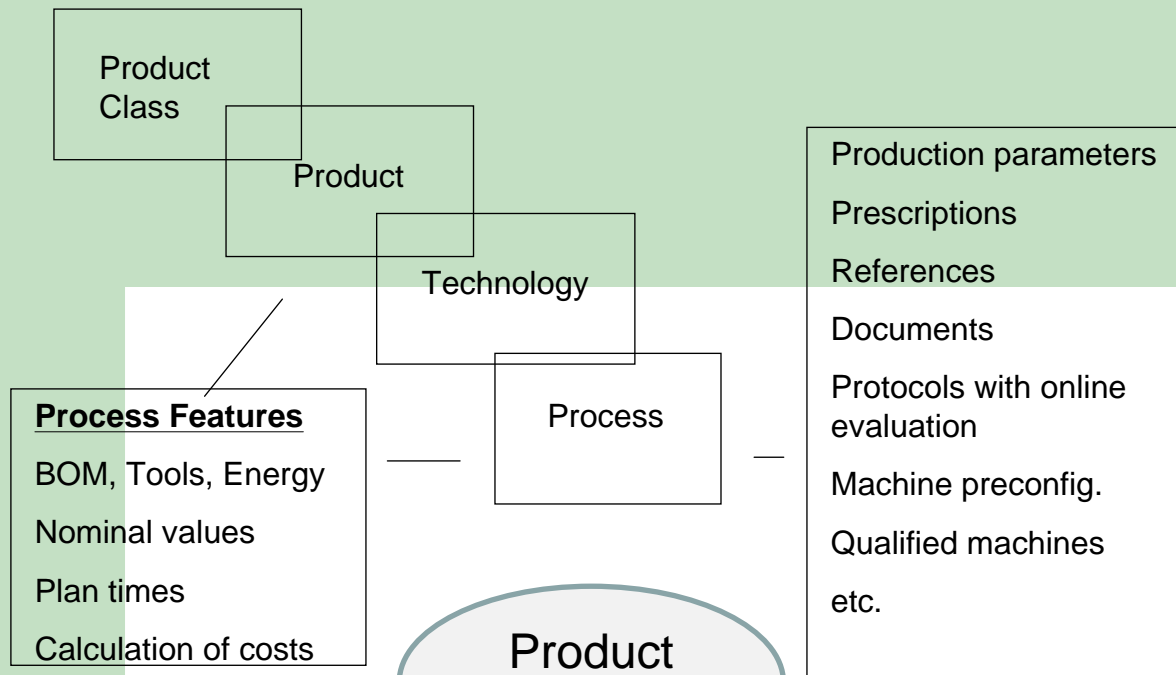 Product
Class
Product
Technology
Process
Process Features
BOM, Tools, Energy
Nominal values
Plan times
Calculation of costs
Production parameters
Prescriptions
References
Documents
Protocols with online
evaluation
Machine preconfig.
Qualified machines
etc.
Product